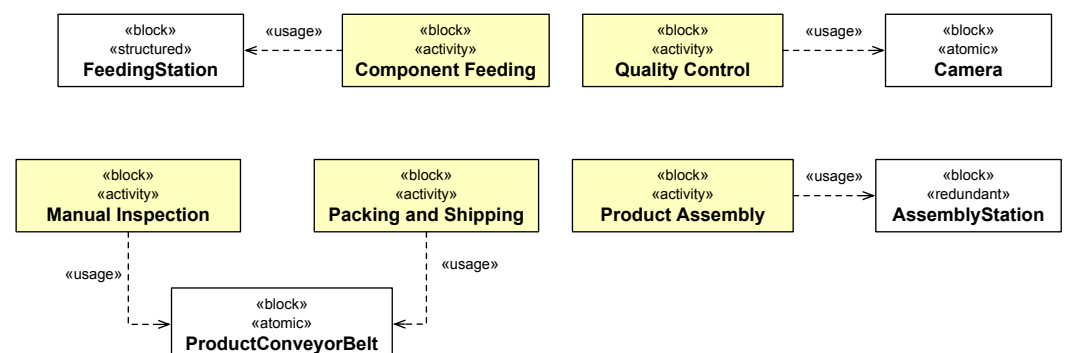 «block»
«structured»
FeedingStation
«usage»
«block»
«activity»
Component Feeding
«block»
«activity»
Quality Control
«usage»
«block»
«atomic»
Camera
«block»
«activity»
Manual Inspection
«block»
«activity»
Packing and Shipping
«block»
«activity»
Product Assembly
«usage»
«block»
«redundant»
AssemblyStation
«usage»
«usage»
«block»
«atomic»
ProductConveyorBelt